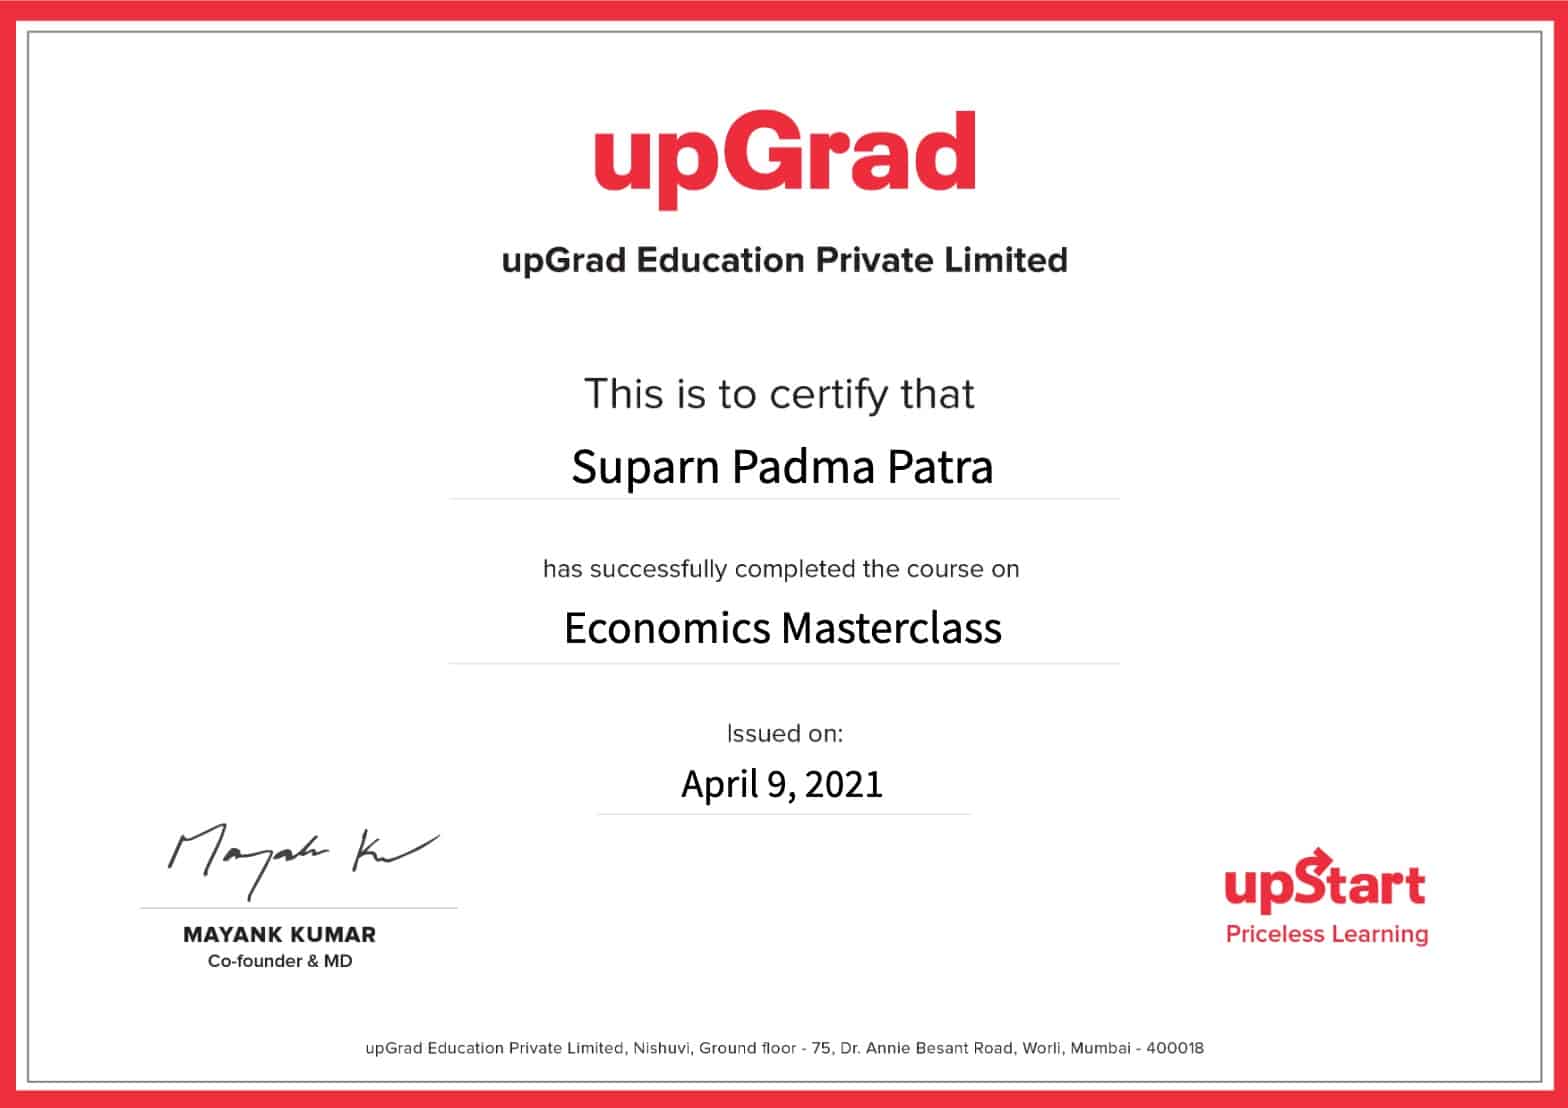 upGrad
upGrad Education Private Limited
This is to certify that
Suparn Padma Patra
has successfully completed the course on
Economics Masterclass
Issued on:
April 9, 2021
Mayank Ku
MAYANK KUMAR
Co-founder & MD
upStart
Priceless Learning
upGrad Education Private Limited, Nishuvi, Ground floor - 75, Dr. Annie Besant Road, Worli, Mumbai - 400018